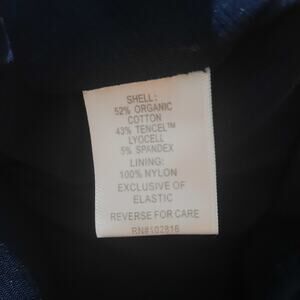 SHELL:
52% ORGANIC
COTTON
43% TENCEL™
LYOCELL
5% SPANDEX
LINING:
100% NYLON
EXCLUSIVE OF
ELASTIC
REVERSE FOR CARE
RN#102816